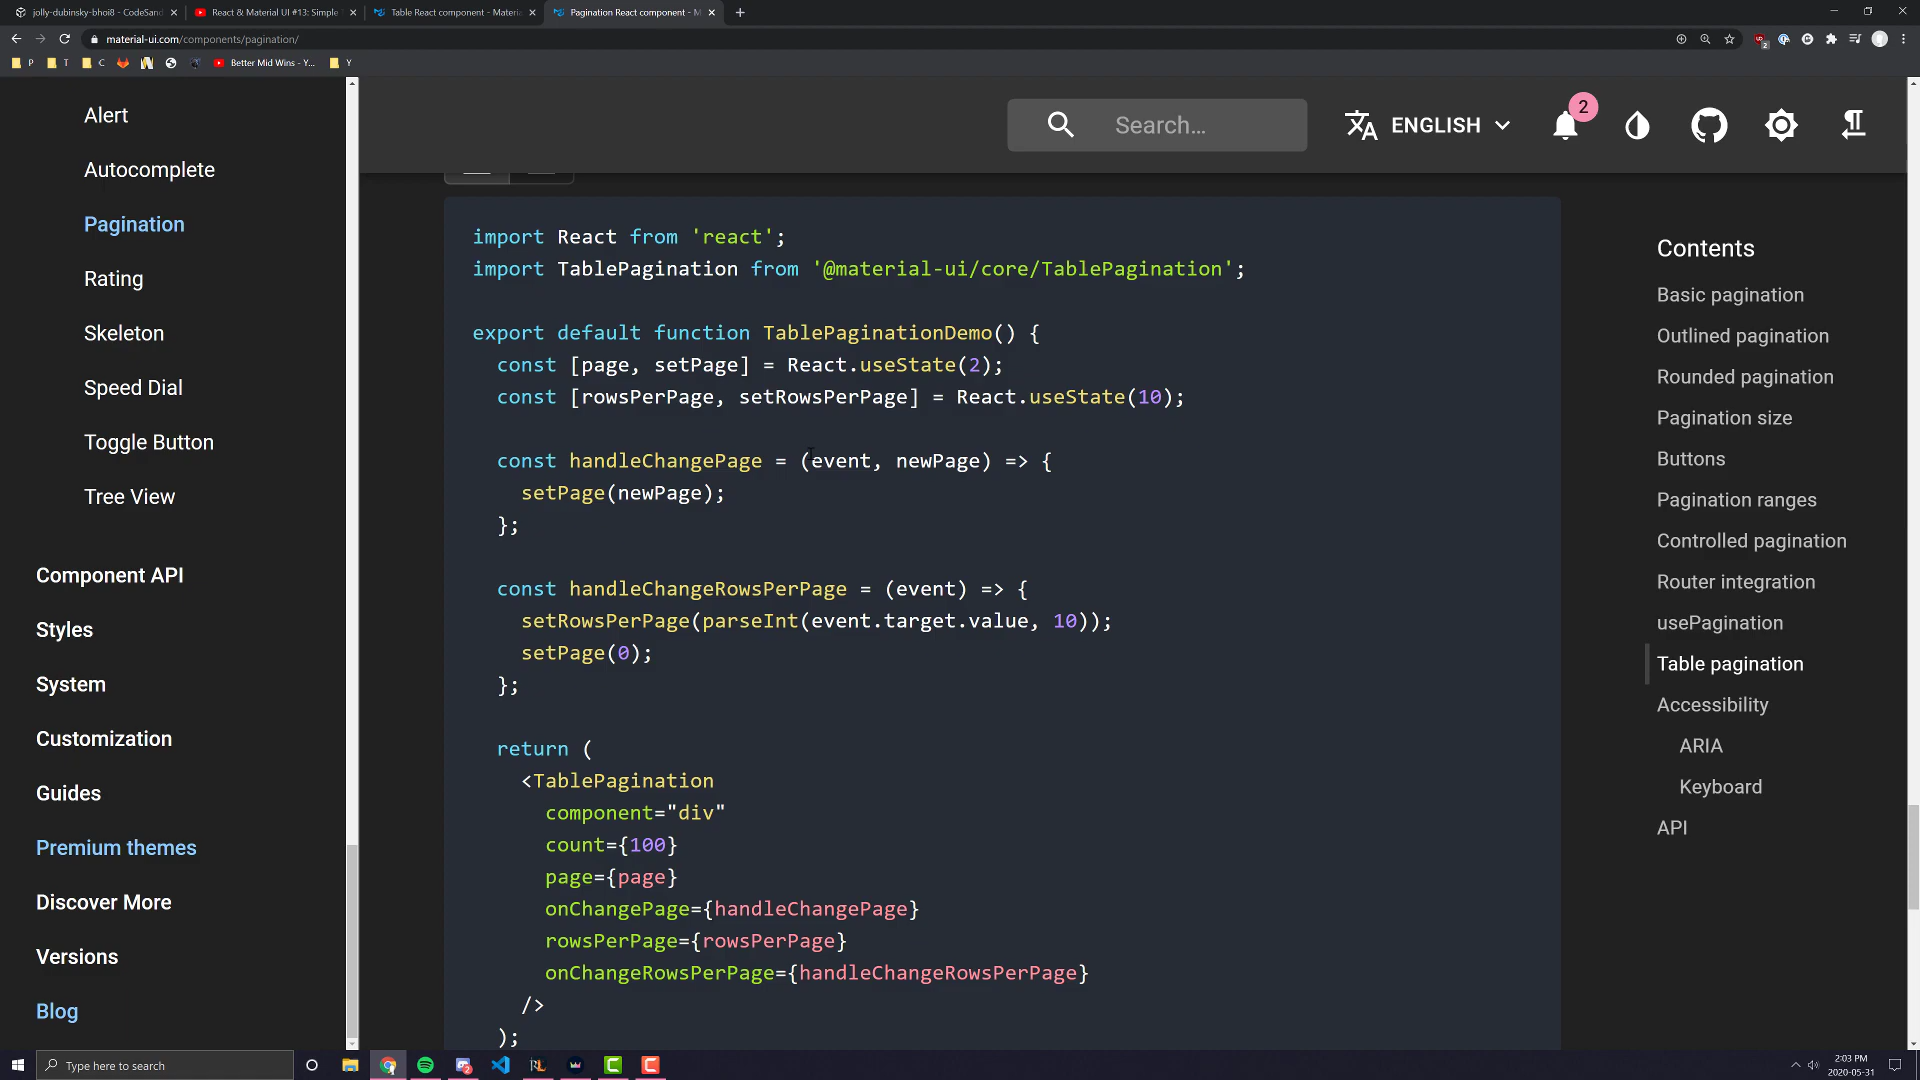 jolly-dubinsky-bhoi8 - CodeSand
React & Material UI #13: Simple T
Table React component - Material
Pagination React component - M
material-ui.com/components/pagination/
P
T
C
Better Mid Wins - Y...
Y
Alert
Autocomplete
Pagination
Rating
Skeleton
Speed Dial
Toggle Button
Tree View
Component API
Styles
System
Customization
Guides
Premium themes
Discover More
Versions
Blog
Search…
ENGLISH
2
import React from 'react';
import TablePagination from '@material-ui/core/TablePagination';
export default function TablePaginationDemo() {
const [page, setPage] = React.useState(2);
const [rowsPerPage, setRowsPerPage] = React.useState(10);
const handleChangePage = (event, newPage) => {
setPage(newPage);
};
const handleChangeRowsPerPage = (event) => {
setRowsPerPage(parseInt(event.target.value, 10));
setPage(0);
};
return (
<TablePagination
component="div"
count={100}
page={page}
onChangePage={handleChangePage}
rowsPerPage={rowsPerPage}
onChangeRowsPerPage={handleChangeRowsPerPage}
/>
);
Contents
Basic pagination
Outlined pagination
Rounded pagination
Pagination size
Buttons
Pagination ranges
Controlled pagination
Router integration
usePagination
Table pagination
Accessibility
ARIA
Keyboard
API
Type here to search
2:03 PM
2020-05-31